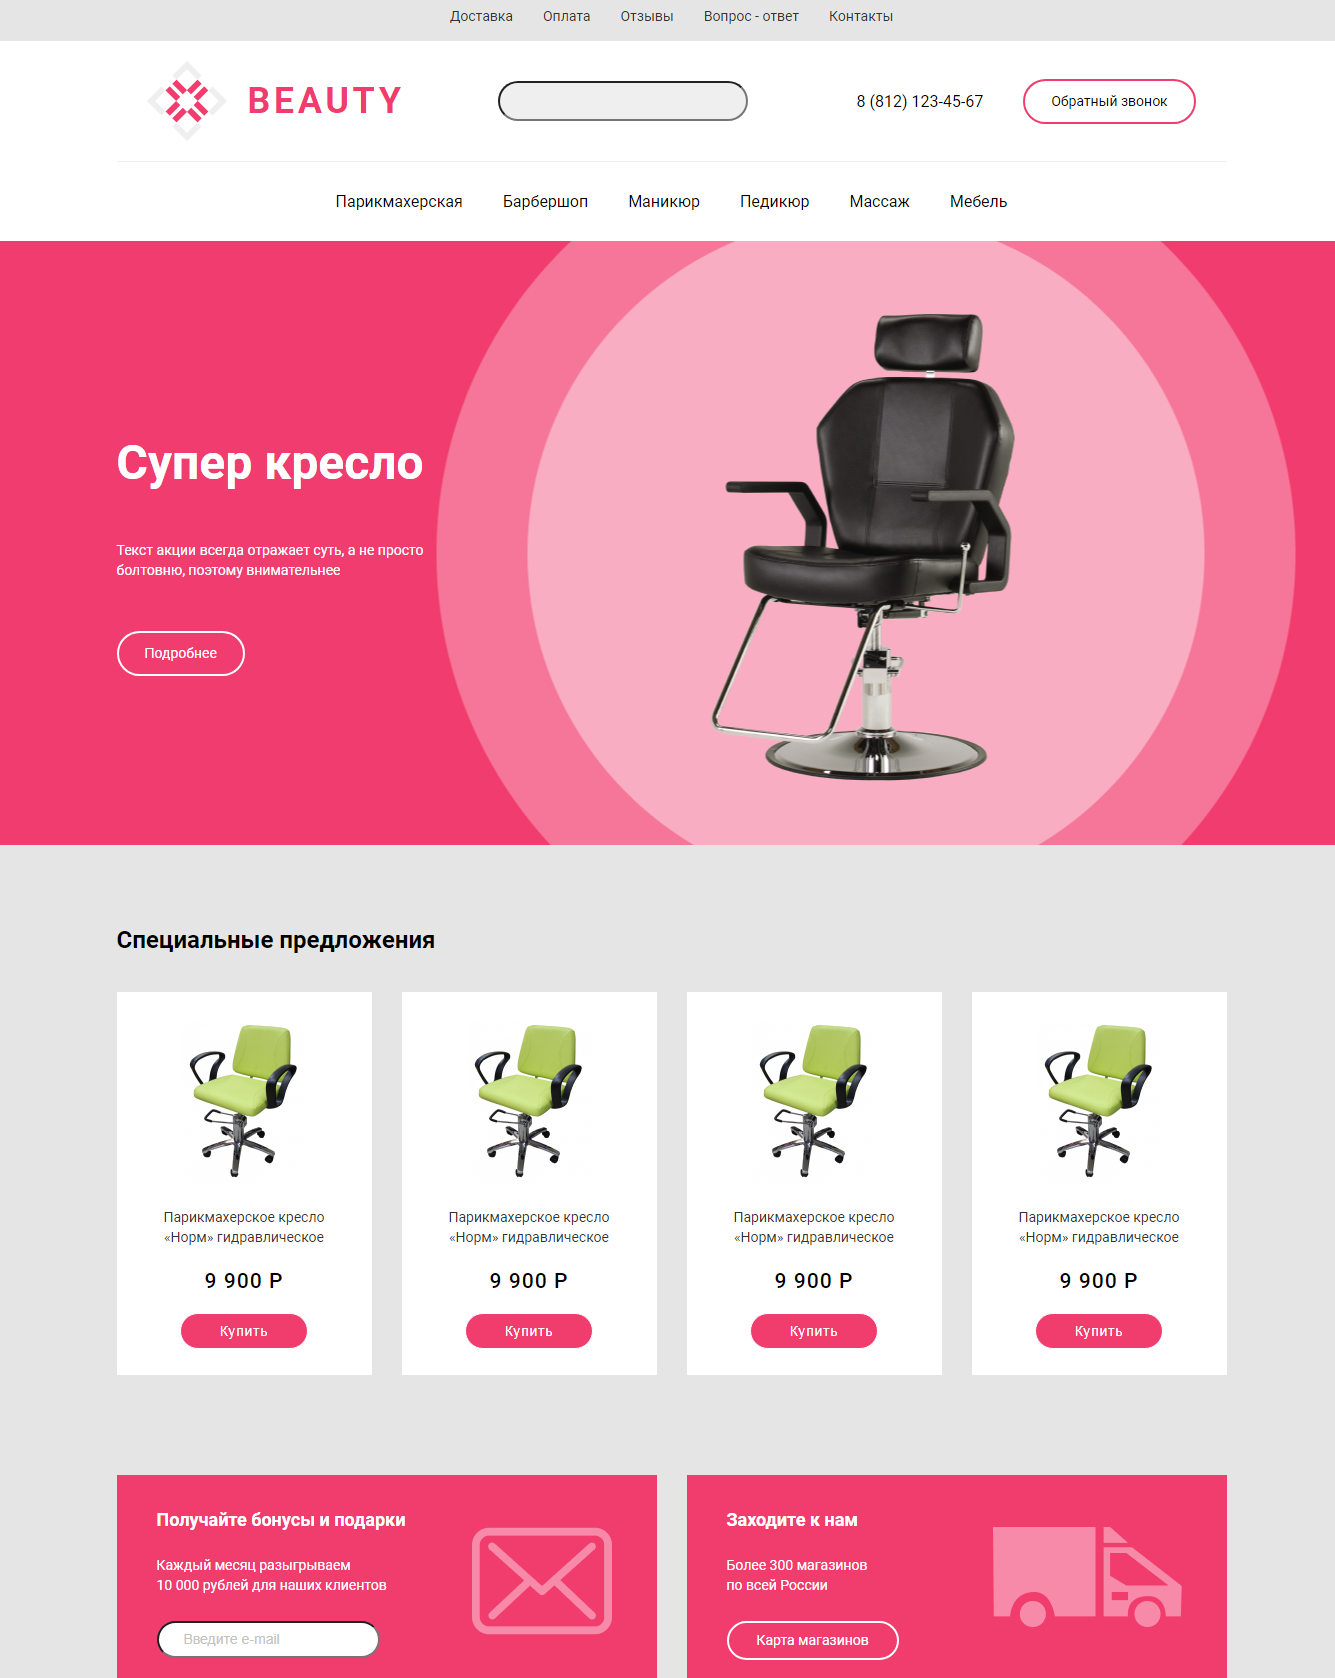 Доставка Оплата Отзывы Вопрос - ответ Контакты
BEAUTY
8 (812) 123-45-67
Обратный звонок
Парикмахерская Барбершоп Маникюр Педикюр Массаж Мебель
Супер кресло
Текст акции всегда отражает суть, а не просто
болтовню, поэтому внимательнее
Подробнее
Специальные предложения
Парикмахерское кресло
«Норм» гидравлическое
9 900 Р
Купить
Парикмахерское кресло
«Норм» гидравлическое
9 900 Р
Купить
Парикмахерское кресло
«Норм» гидравлическое
9 900 Р
Купить
Парикмахерское кресло
«Норм» гидравлическое
9 900 Р
Купить
Получайте бонусы и подарки
Каждый месяц разыгрываем
10 000 рублей для наших клиентов
Введите e-mail
Заходите к нам
Более 300 магазинов
по всей России
Карта магазинов